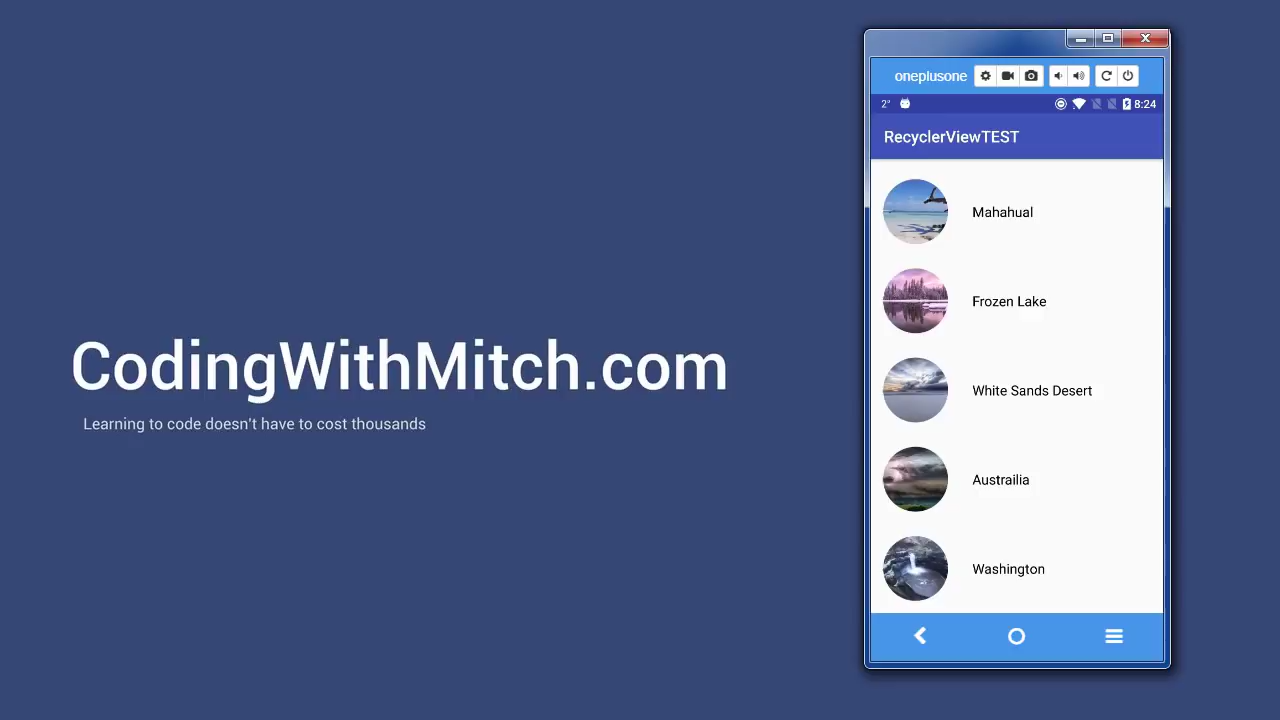 CodingWithMitch.com
Learning to code doesn't have to cost thousands
oneplusone
2° 8:24
RecyclerViewTEST
Mahahual
Frozen Lake
White Sands Desert
Austrailia
Washington